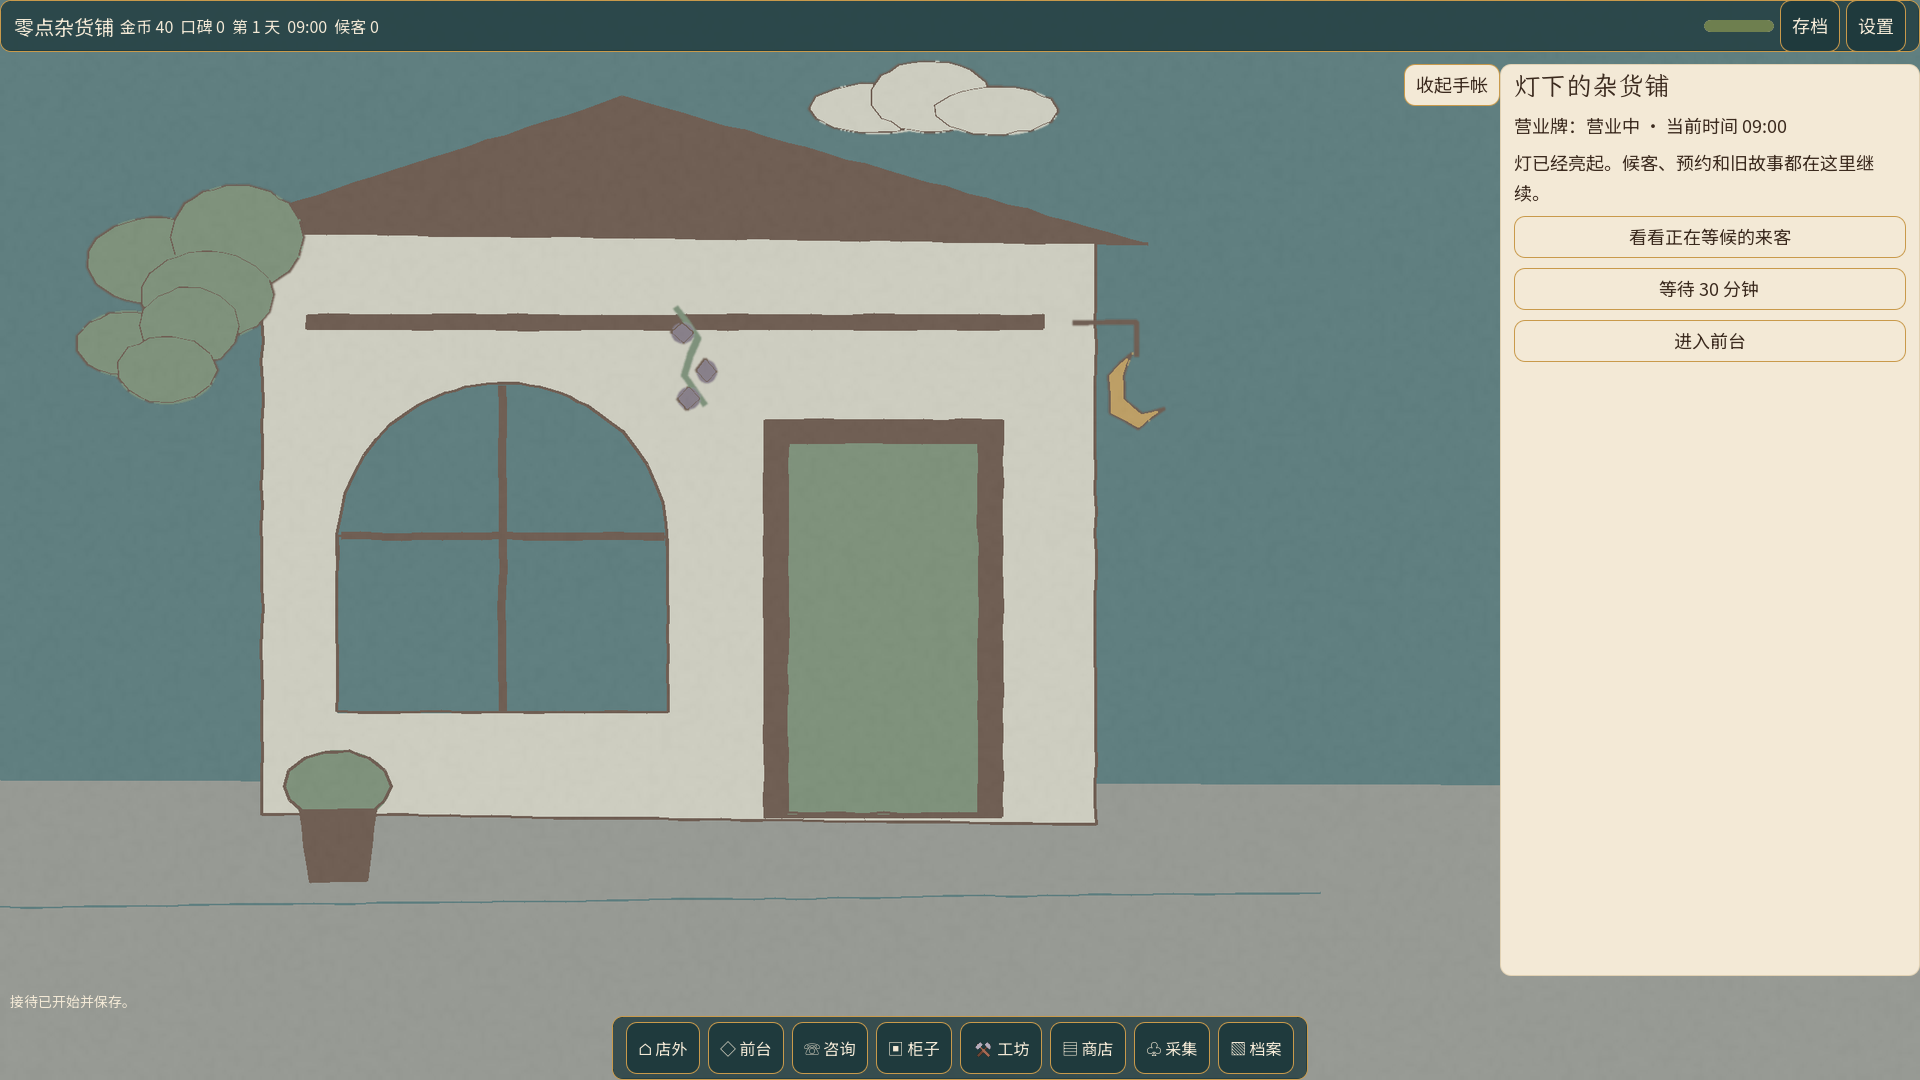 零点杂货铺 金币 40 口碑 0 第 1 天 09:00 候客 0
存档
设置
收起手帐
灯下的杂货铺
营业牌：营业中 · 当前时间 09:00
灯已经亮起。候客、预约和旧故事都在这里继
续。
看看正在等候的来客
等待 30 分钟
进入前台
接待已开始并保存。
店外
前台
咨询
柜子
工坊
商店
采集
档案